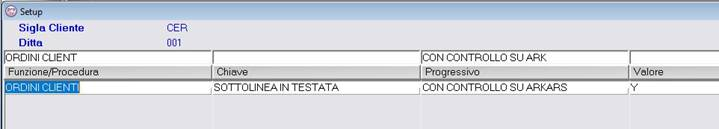 Setup
Sigla Cliente CER
Ditta 001
ORDINI CLIENT CON CONTROLLO SU ARK
Funzione/Procedura Chiave Progressivo Valore
ORDINI CLIENTI SOTTOLINEA IN TESTATA CON CONTROLLO SU ARKARS Y